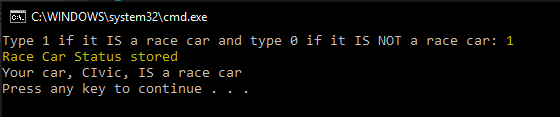 C:\WINDOWS\system32\cmd.exe
Type 1 if it IS a race car and type 0 if it IS NOT a race car: 1
Race Car Status stored
Your car, CIvic, IS a race car
Press any key to continue . . .